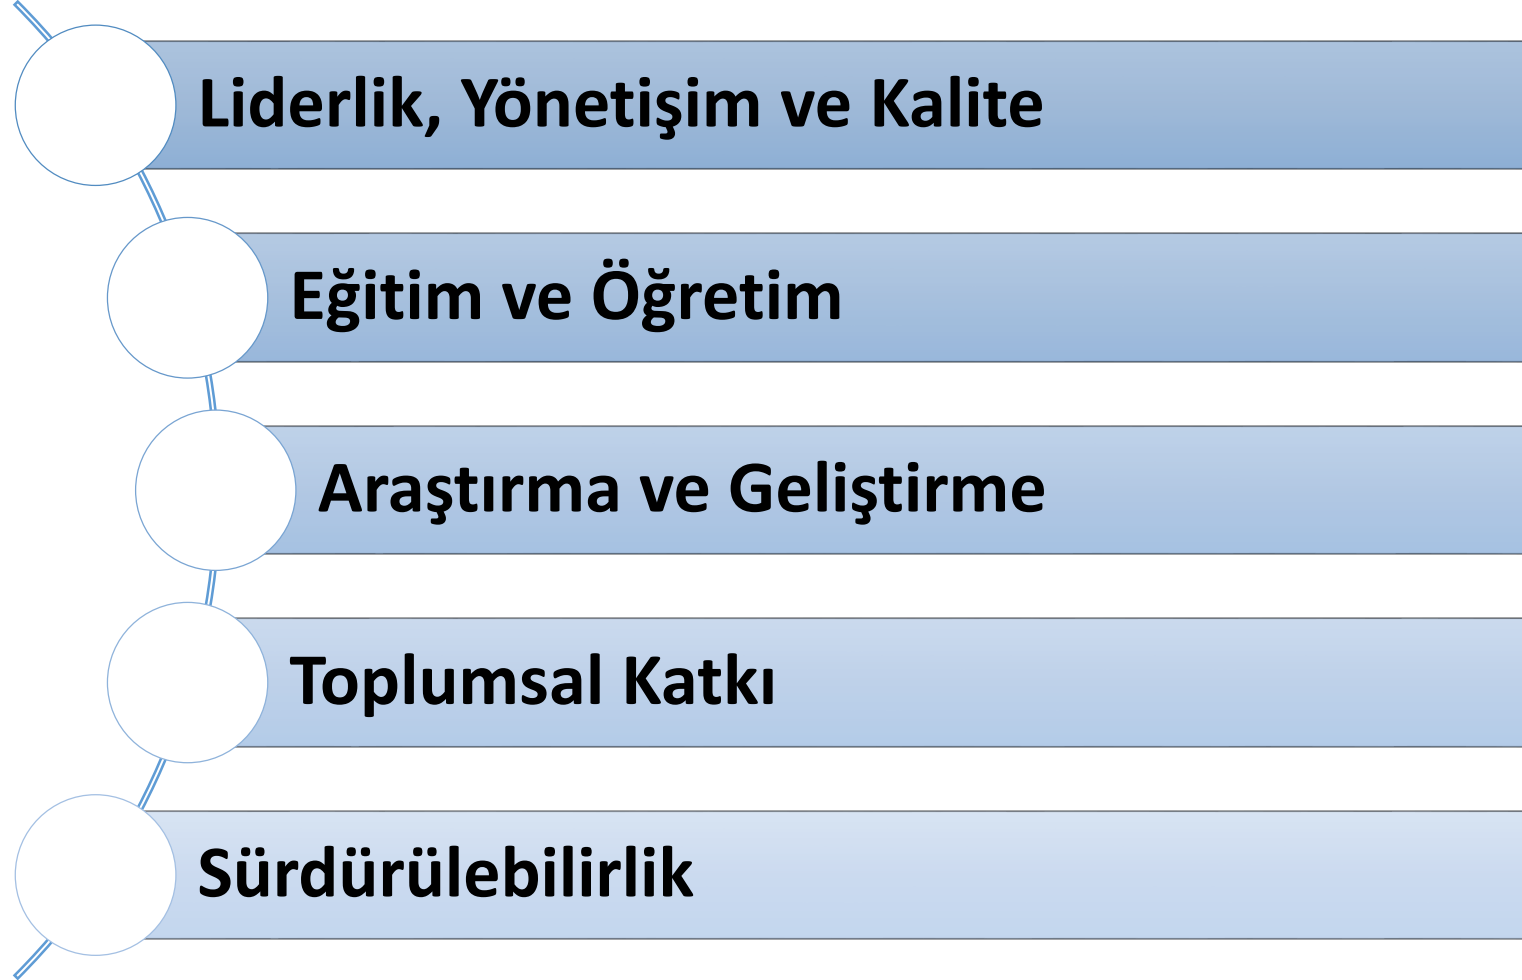 Liderlik, Yönetişim ve Kalite
Eğitim ve Öğretim
Araştırma ve Geliştirme
Toplumsal Katkı
Sürdürülebilirlik